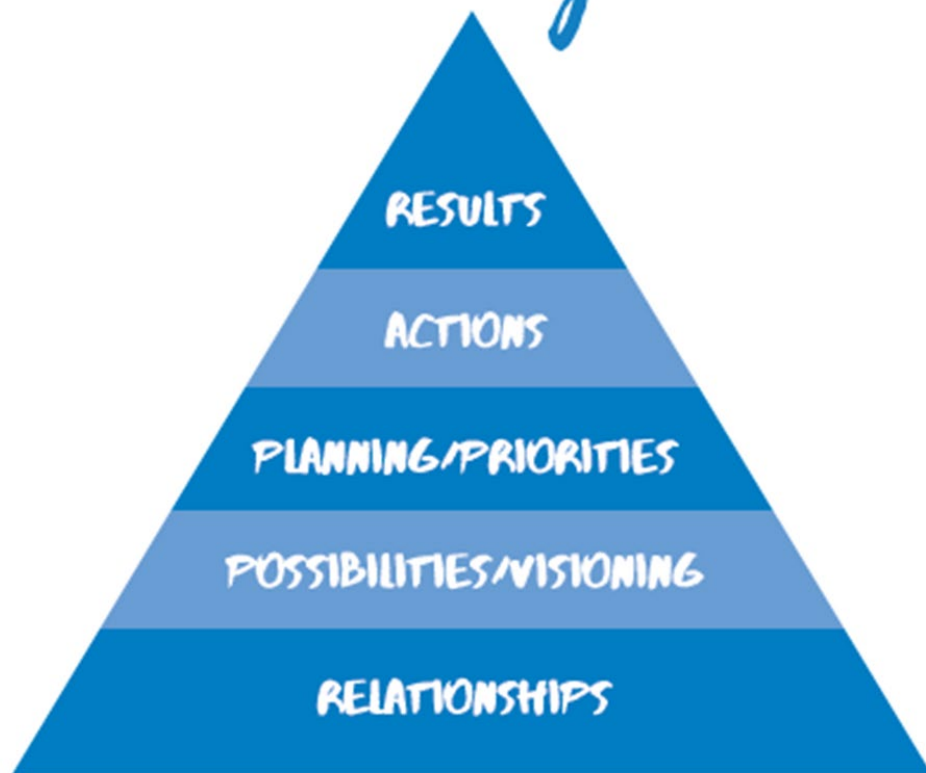 RESULTS
ACTIONS
PLANNING/PRIORITIES
POSSIBILITIES/VISIONING
RELATIONSHIPS